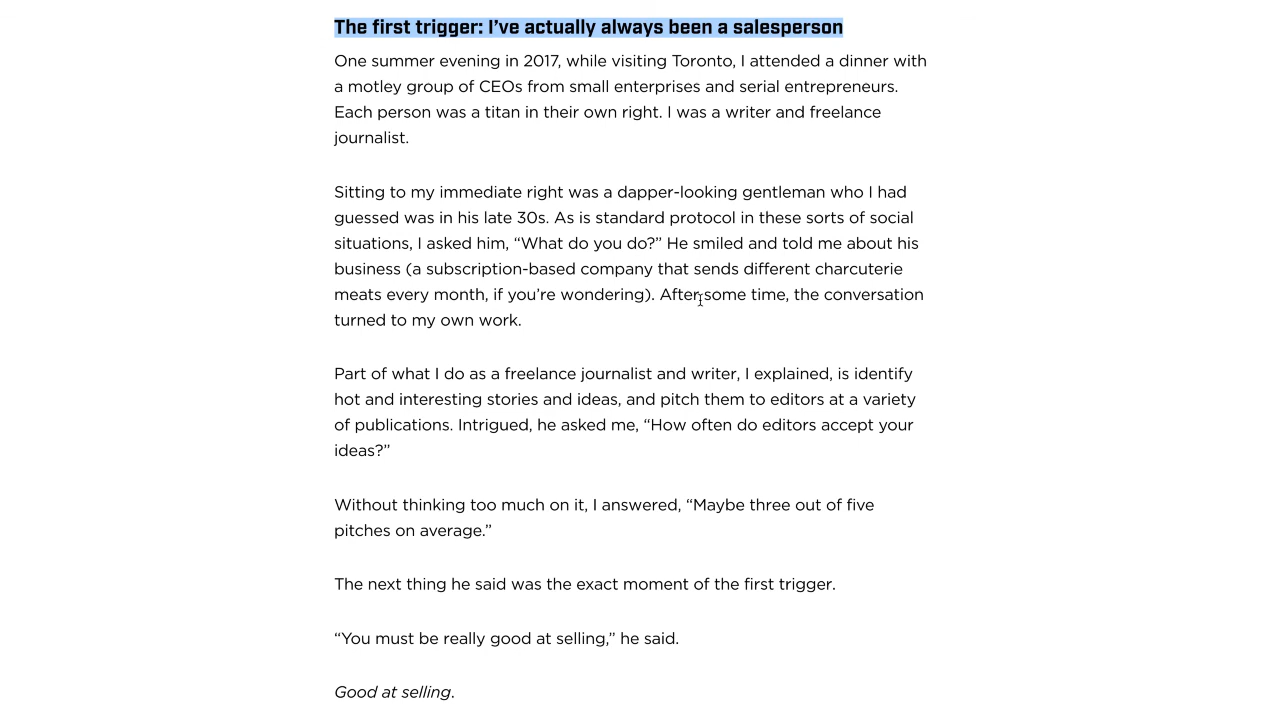 The first trigger: I’ve actually always been a salesperson
One summer evening in 2017, while visiting Toronto, I attended a dinner with
a motley group of CEOs from small enterprises and serial entrepreneurs.
Each person was a titan in their own right. I was a writer and freelance
journalist.
Sitting to my immediate right was a dapper-looking gentleman who I had
guessed was in his late 30s. As is standard protocol in these sorts of social
situations, I asked him, “What do you do?” He smiled and told me about his
business (a subscription-based company that sends different charcuterie
meats every month, if you’re wondering). After some time, the conversation
turned to my own work.
Part of what I do as a freelance journalist and writer, I explained, is identify
hot and interesting stories and ideas, and pitch them to editors at a variety
of publications. Intrigued, he asked me, “How often do editors accept your
ideas?”
Without thinking too much on it, I answered, “Maybe three out of five
pitches on average.”
The next thing he said was the exact moment of the first trigger.
“You must be really good at selling,” he said.
Good at selling.